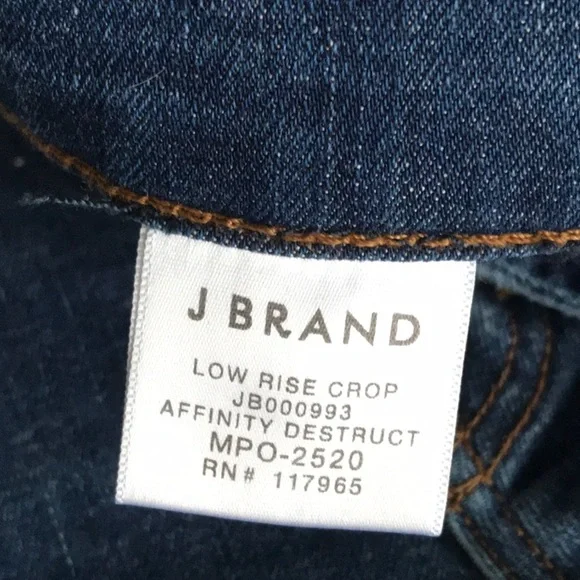 J BRAND
LOW RISE CROP
JB000993
AFFINITY DESTRUCT
MPO-2520
RN# 117965